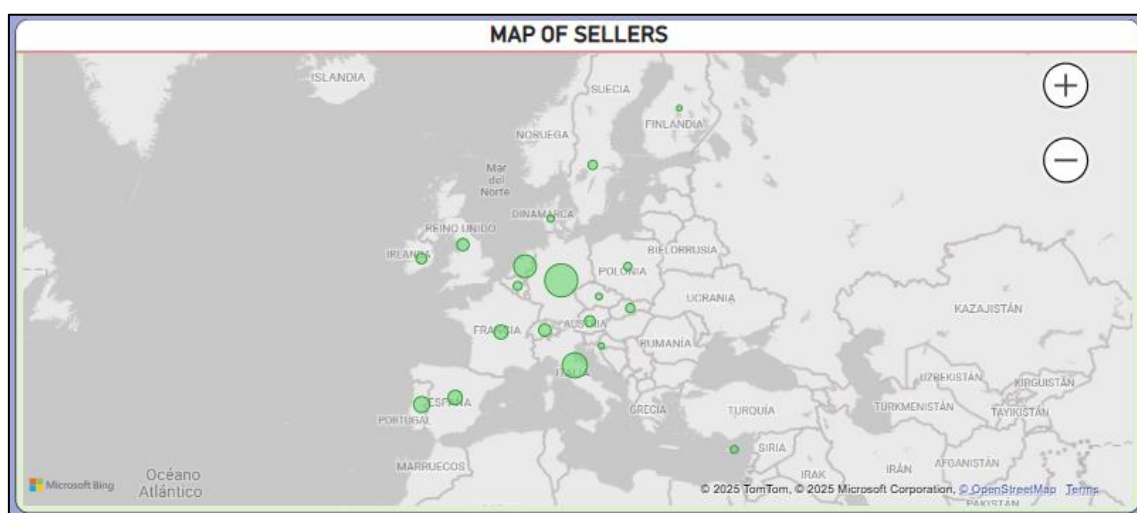 MAP OF SELLERS
ISLANDIA
SUECIA
FINLANDIA
NORUEGA
Mar
del
Norte
DINAMARCA
REINO UNIDO
IRLANDA
BIELORRUSIA
POLONIA
UCRANIA
KAZAJISTÁN
FRANCIA
AUSTRIA
RUMANÍA
ITALIA
UZBEKISTÁN
KIRGUISTÁN
ESPAÑA
PORTUGAL
GRECIA
TURQUÍA
TURKMENISTÁN
TAYIKISTÁN
SIRIA
MARRUECOS
IRAK
IRÁN
AFGANISTÁN
Océano
Atlántico
Microsoft Bing
© 2025 TomTom, © 2025 Microsoft Corporation, © OpenStreetMap Terms
PAKISTÁN